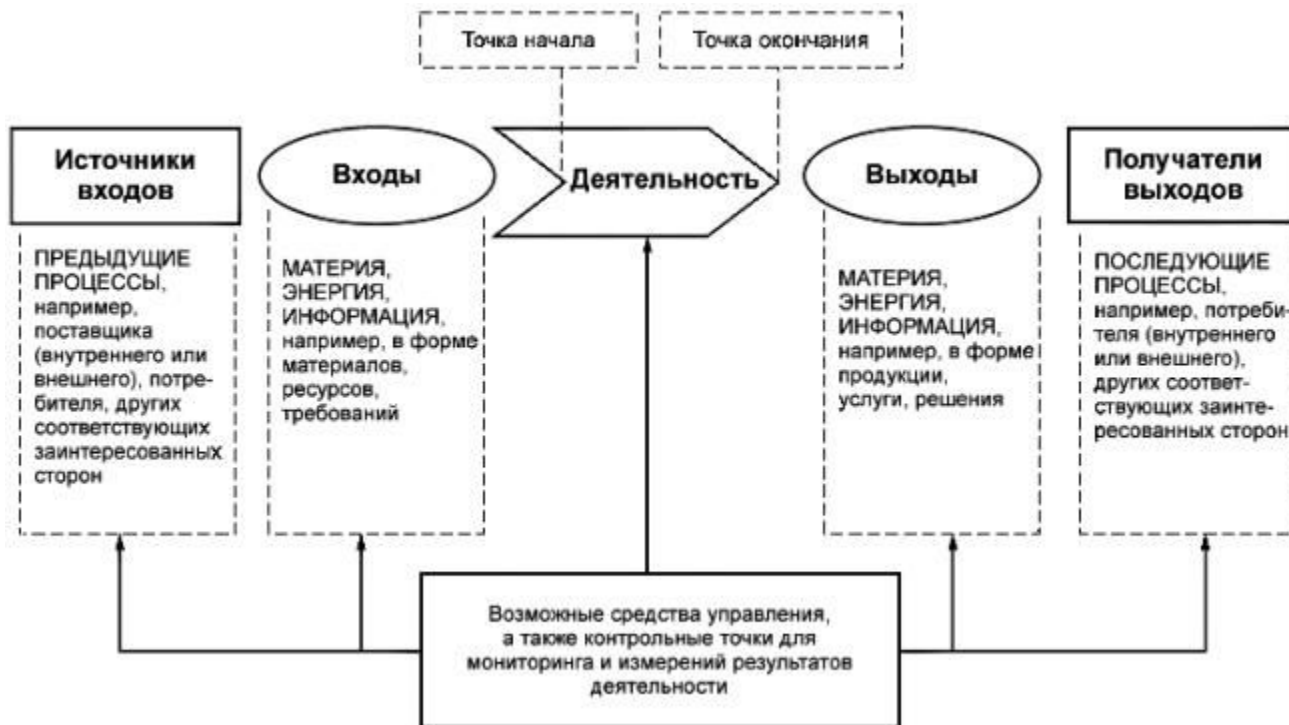 Точка начала
Точка окончания
Источники
входов
Входы
Деятельность
Выходы
Получатели
выходов
ПРЕДЫДУЩИЕ
ПРОЦЕССЫ,
например,
поставщика
(внутреннего или
внешнего), потре-
бителя, других
соответствующих
заинтересованных
сторон
МАТЕРИЯ,
ЭНЕРГИЯ,
ИНФОРМАЦИЯ,
например, в форме
материалов,
ресурсов,
требований
МАТЕРИЯ,
ЭНЕРГИЯ,
ИНФОРМАЦИЯ,
например, в форме
продукции,
услуги, решения
ПОСЛЕДУЮЩИЕ
ПРОЦЕССЫ,
например, потреби-
теля (внутреннего
или внешнего),
других соответ-
ствующих заинте-
ресованных сторон
Возможные средства управления,
а также контрольные точки для
мониторинга и измерений результатов
деятельности